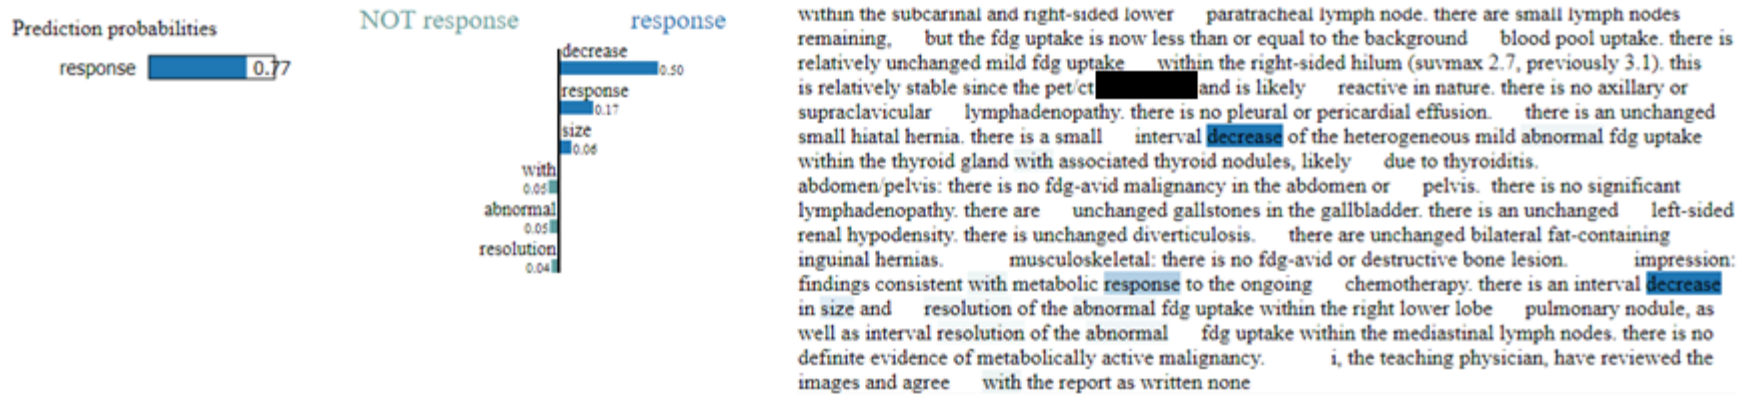 Prediction probabilities
response 0.77
NOT response response
decrease
0.50
response
0.17
size
0.06
with
0.05
abnormal
0.05
resolution
0.04
within the subcarinal and right-sided lower paratracheal lymph node. there are small lymph nodes
remaining, but the fdg uptake is now less than or equal to the background blood pool uptake. there is
relatively unchanged mild fdg uptake within the right-sided hilum (suvmax 2.7, previously 3.1). this
is relatively stable since the pet/ct and is likely reactive in nature. there is no axillary or
supraclavicular lymphadenopathy. there is no pleural or pericardial effusion. there is an unchanged
small hiatal hernia. there is a small interval decrease of the heterogeneous mild abnormal fdg uptake
within the thyroid gland with associated thyroid nodules, likely due to thyroiditis.
abdomen/pelvis: there is no fdg-avid malignancy in the abdomen or pelvis. there is no significant
lymphadenopathy. there are unchanged gallstones in the gallbladder. there is an unchanged left-sided
renal hypodensity. there is unchanged diverticulosis. there are unchanged bilateral fat-containing
inguinal hernias. musculoskeletal: there is no fdg-avid or destructive bone lesion. impression:
findings consistent with metabolic response to the ongoing chemotherapy. there is an interval decrease
in size and resolution of the abnormal fdg uptake within the right lower lobe pulmonary nodule, as
well as interval resolution of the abnormal fdg uptake within the mediastinal lymph nodes. there is no
definite evidence of metabolically active malignancy. i, the teaching physician, have reviewed the
images and agree with the report as written none